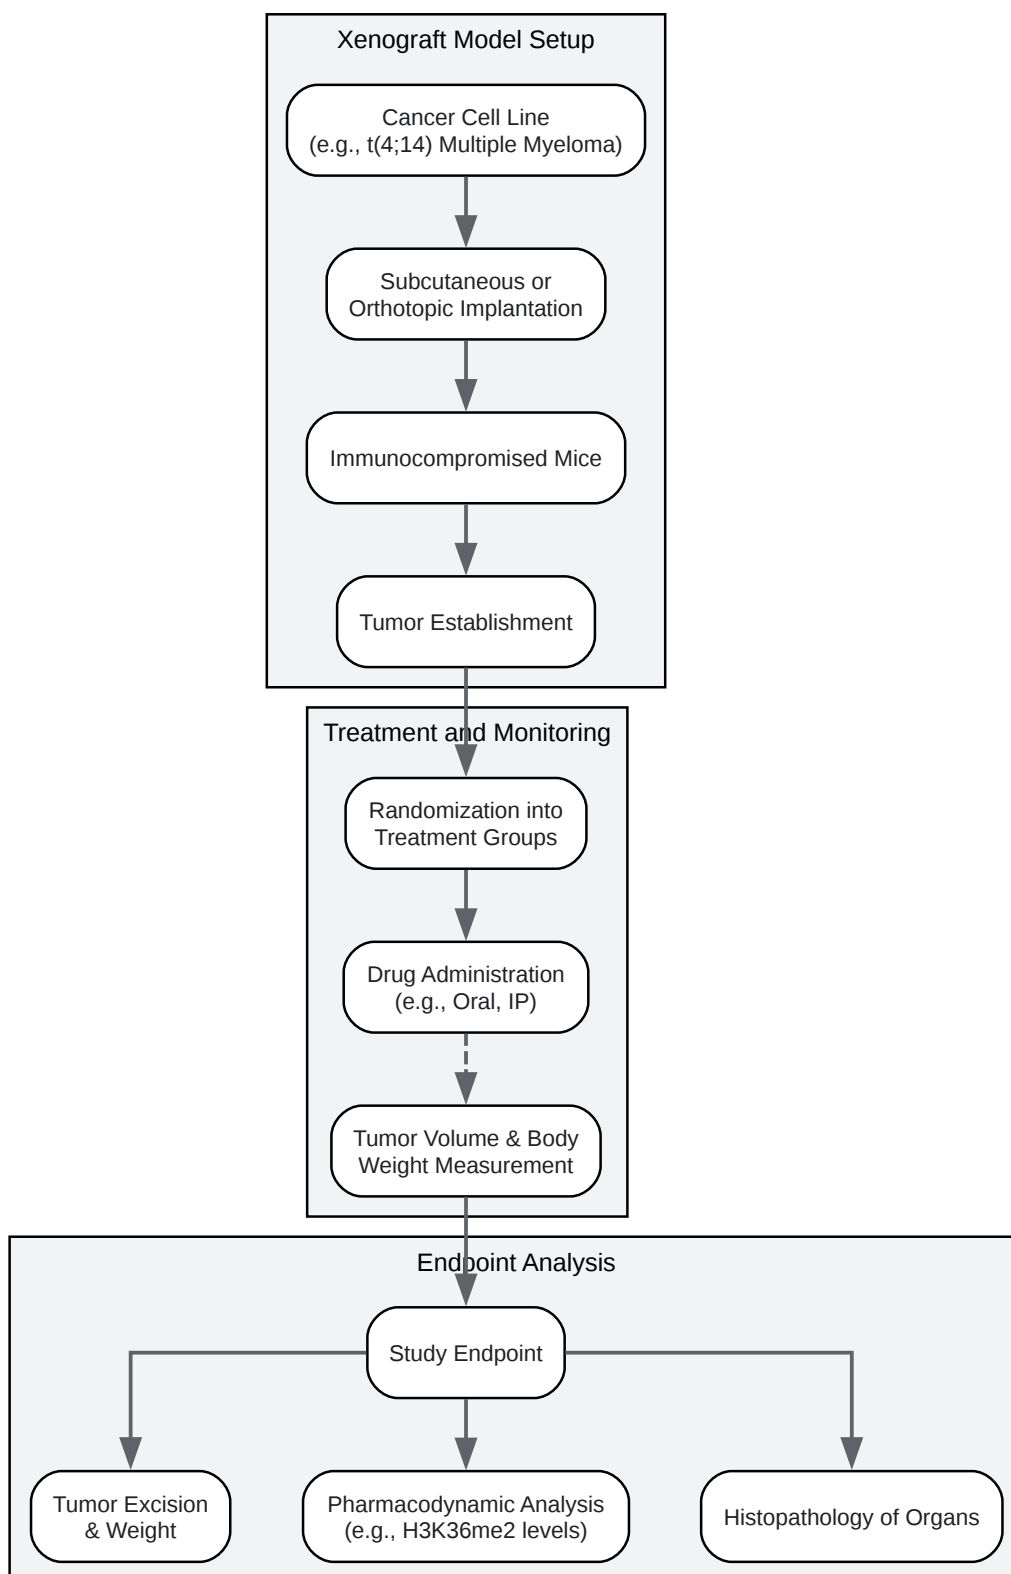 Xenograft Model Setup
Cancer Cell Line
(e.g., t(4;14) Multiple Myeloma)
Subcutaneous or
Orthotopic Implantation
Immunocompromised Mice
Tumor Establishment
Treatment and Monitoring
Randomization into
Treatment Groups
Drug Administration
(e.g., Oral, IP)
Tumor Volume & Body
Weight Measurement
Endpoint Analysis
Study Endpoint
Tumor Excision
& Weight
Pharmacodynamic Analysis
(e.g., H3K36me2 levels)
Histopathology of Organs